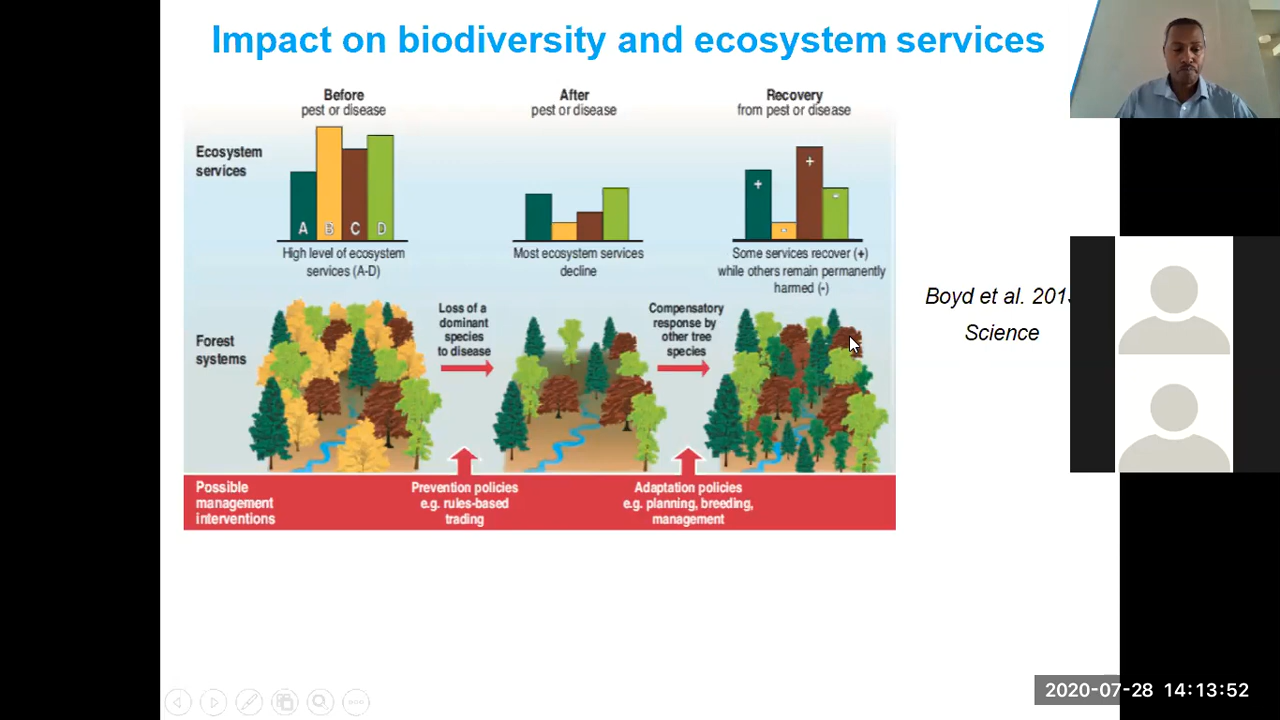 Impact on biodiversity and ecosystem services
Before
pest or disease
After
pest or disease
Recovery
from pest or disease
Ecosystem
services
A B C D
+ - + -
High level of ecosystem
services (A-D)
Most ecosystem services
decline
Some services recover (+)
while others remain permanently
harmed (-)
Boyd et al. 201
Science
Forest
systems
Loss of a
dominant
species
to disease
Compensatory
response by
other tree
species
Possible
management
interventions
Prevention policies
e.g. rules-based
trading
Adaptation policies
e.g. planning, breeding,
management
2020-07-28 14:13:52